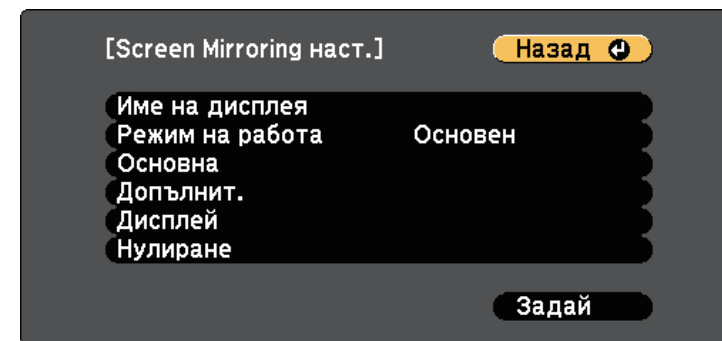 [Screen Mirroring наст.] Назад
Име на дисплея
Режим на работа Основен
Основна
Допълнит.
Дисплей
Нулиране
Задай